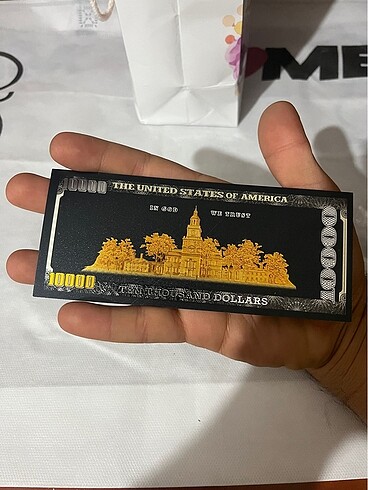 ME
10000 THE UNITED STATES OF AMERICA
IN GOD WE TRUST
10000
10000 TEN THOUSAND DOLLARS